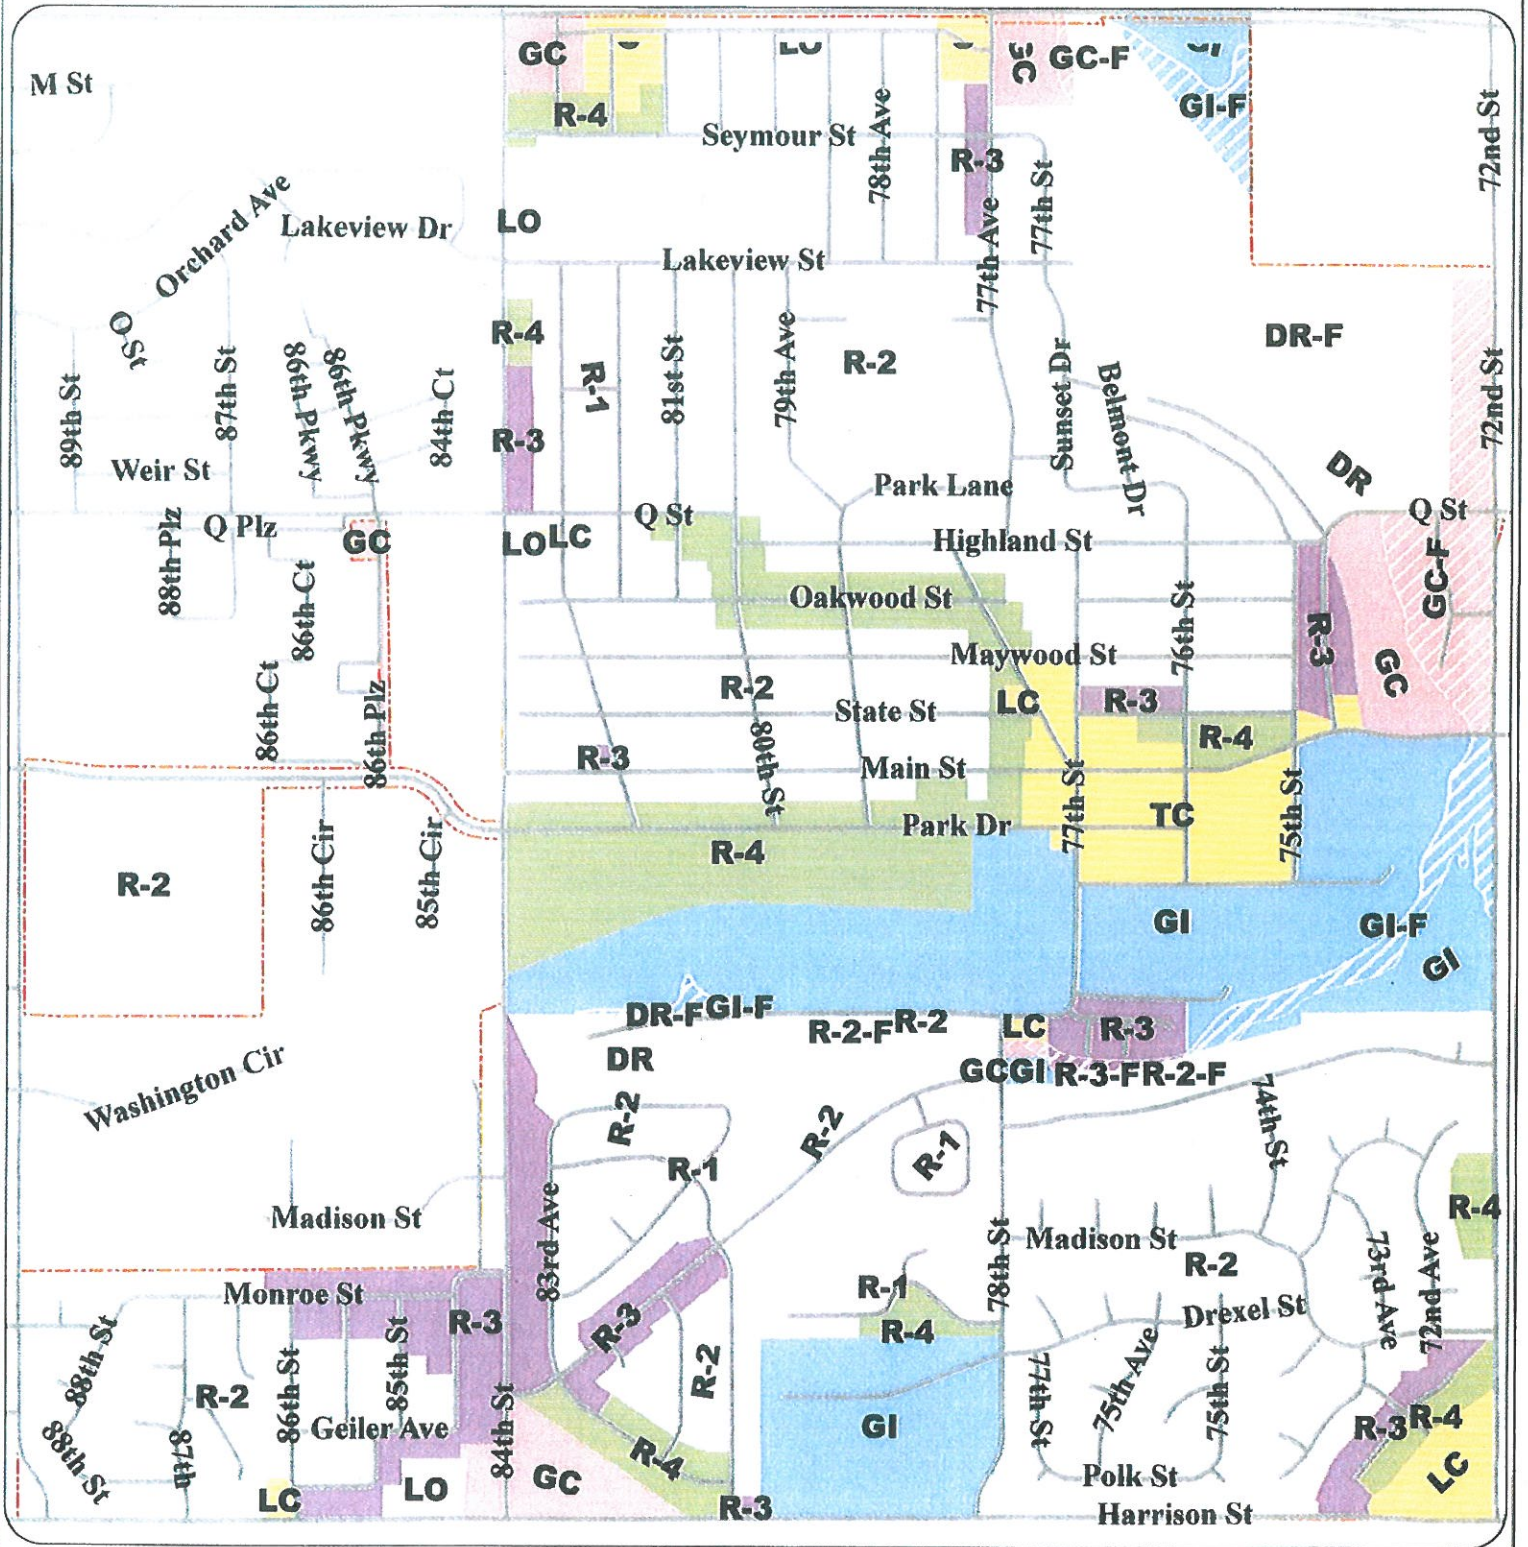 GC
LO
GC
GC-F
GI
M St
R-4
GI-F
Seymour St
78th Ave
R-3
77th St
72nd St
Orchard Ave
Lakeview Dr
LO
Lakeview St
77th Ave
O St
R-4
DR-F
89th St
87th St
86th Pkwy
86th Pkwy
84th Ct
R-1
81st St
79th Ave
R-2
Sunset Dr
Belmont Dr
72nd St
R-3
Weir St
Park Lane
DR
88th Plz
Q Plz
GC
LO
LC
Q St
Highland St
Q St
86th Ct
Oakwood St
76th St
R-3
GC-F
Maywood St
86th Ct
86th Plz
R-2
LC
R-3
GC
State St
R-3
80th St
Main St
R-4
77th St
Park Dr
TC
75th St
R-2
86th Cir
85th Cir
R-4
GI
GI-F
GI
DR-F
GI-F
R-2-F
R-2
LC
R-3
DR
GC
GI
R-3-F
R-2-F
Washington Cir
R-2
R-2
R-1
74th St
R-1
R-4
Madison St
83rd Ave
78th St
Madison St
R-2
73rd Ave
72nd Ave
Monroe St
R-3
R-3
R-1
R-4
Drexel St
88th St
R-2
86th St
85th St
R-2
77th St
75th Ave
75th St
Geiler Ave
84th St
GI
R-3
R-4
88th St
87th
R-4
LC
LC
LO
GC
R-3
Polk St
Harrison St